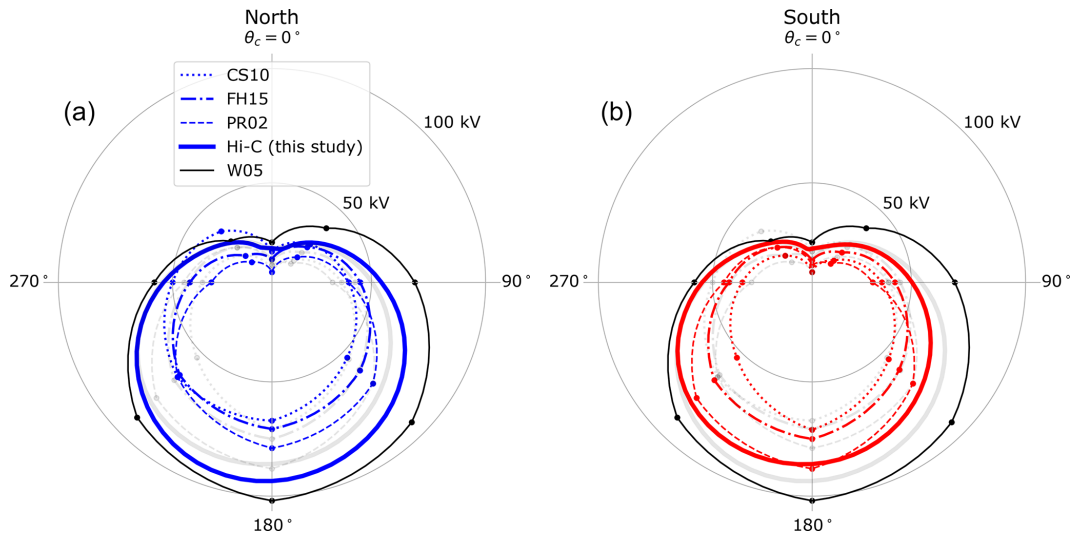 North
θc = 0°
South
θc = 0°
(a)
CS10
FH15
PR02
Hi-C (this study)
W05
100 kV
50 kV
270°
90°
180°
(b)
100 kV
50 kV
270°
90°
180°